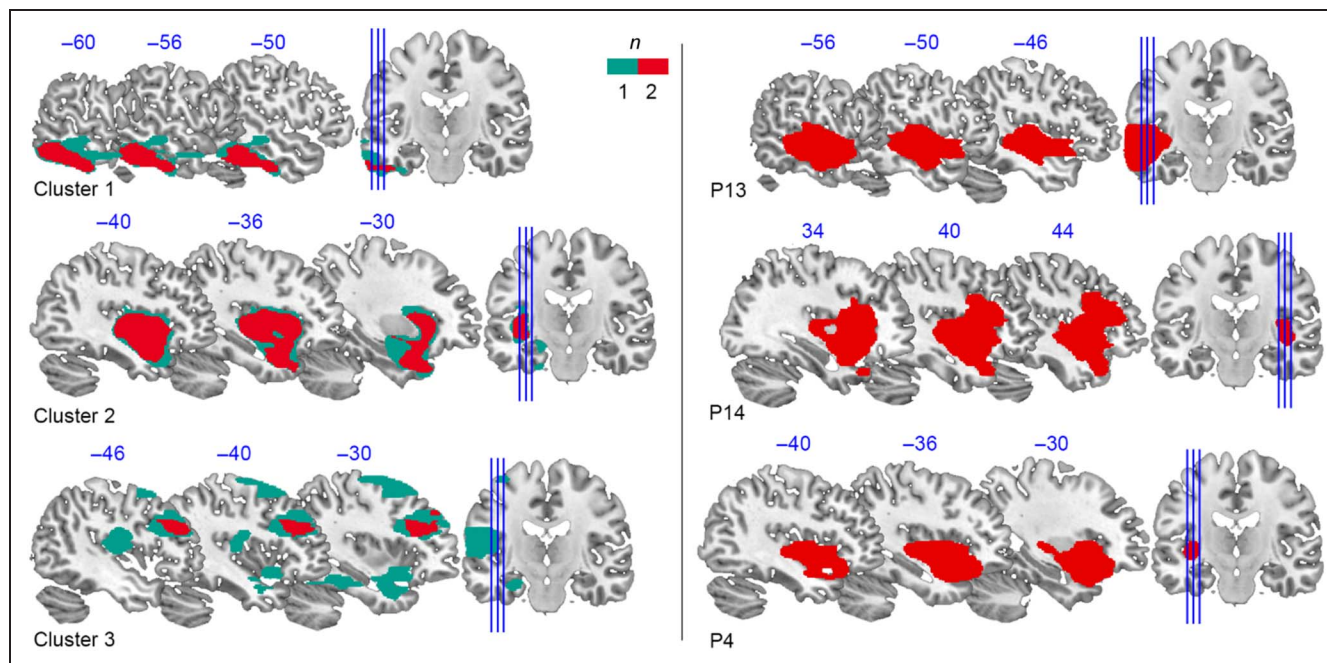 –60 –56 –50
n
1 2
Cluster 1
–40 –36 –30
Cluster 2
–46 –40 –30
Cluster 3
–56 –50 –46
P13
34 40 44
P14
–40 –36 –30
P4